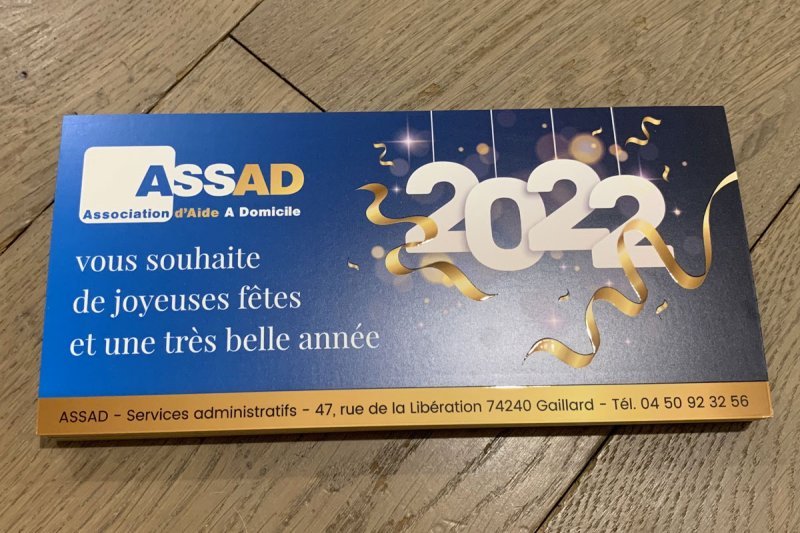 ASSAD
Association d'Aide A Domicile
vous souhaite
de joyeuses fêtes
et une très belle année
2022
ASSAD - Services administratifs - 47, rue de la Libération 74240 Gaillard - Tél. 04 50 92 32 56